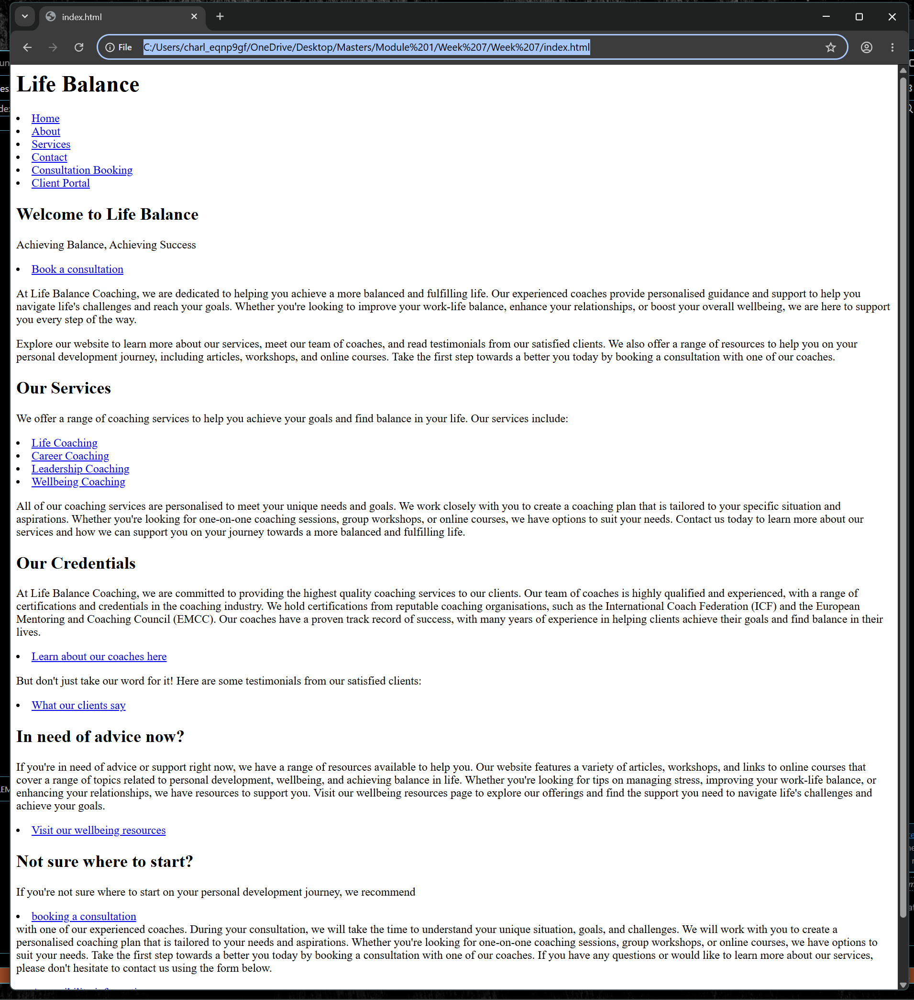 index.html
File
C:/Users/charl_eqnp9gf/OneDrive/Desktop/Masters/Module%201/Week%207/Week%207/index.html
Life Balance
Home
About
Services
Contact
Consultation Booking
Client Portal
Welcome to Life Balance
Achieving Balance, Achieving Success
Book a consultation
At Life Balance Coaching, we are dedicated to helping you achieve a more balanced and fulfilling life. Our experienced coaches provide personalised guidance and support to help you
navigate life's challenges and reach your goals. Whether you're looking to improve your work-life balance, enhance your relationships, or boost your overall wellbeing, we are here to support
you every step of the way.
Explore our website to learn more about our services, meet our team of coaches, and read testimonials from our satisfied clients. We also offer a range of resources to help you on your
personal development journey, including articles, workshops, and online courses. Take the first step towards a better you today by booking a consultation with one of our coaches.
Our Services
We offer a range of coaching services to help you achieve your goals and find balance in your life. Our services include:
Life Coaching
Career Coaching
Leadership Coaching
Wellbeing Coaching
All of our coaching services are personalised to meet your unique needs and goals. We work closely with you to create a coaching plan that is tailored to your specific situation and
aspirations. Whether you're looking for one-on-one coaching sessions, group workshops, or online courses, we have options to suit your needs. Contact us today to learn more about our
services and how we can support you on your journey towards a more balanced and fulfilling life.
Our Credentials
At Life Balance Coaching, we are committed to providing the highest quality coaching services to our clients. Our team of coaches is highly qualified and experienced, with a range of
certifications and credentials in the coaching industry. We hold certifications from reputable coaching organisations, such as the International Coach Federation (ICF) and the European
Mentoring and Coaching Council (EMCC). Our coaches have a proven track record of success, with many years of experience in helping clients achieve their goals and find balance in their
lives.
Learn about our coaches here
But don't just take our word for it! Here are some testimonials from our satisfied clients:
What our clients say
In need of advice now?
If you're in need of advice or support right now, we have a range of resources available to help you. Our website features a variety of articles, workshops, and links to online courses that
cover a range of topics related to personal development, wellbeing, and achieving balance in life. Whether you're looking for tips on managing stress, improving your work-life balance, or
enhancing your relationships, we have resources to support you. Visit our wellbeing resources page to explore our offerings and find the support you need to navigate life's challenges and
achieve your goals.
Visit our wellbeing resources
Not sure where to start?
If you're not sure where to start on your personal development journey, we recommend
booking a consultation
with one of our experienced coaches. During your consultation, we will take the time to understand your unique situation, goals, and challenges. We will work with you to create a
personalised coaching plan that is tailored to your needs and aspirations. Whether you're looking for one-on-one coaching sessions, group workshops, or online courses, we have options to
suit your needs. Take the first step towards a better you today by booking a consultation with one of our coaches. If you have any questions or would like to learn more about our services,
please don't hesitate to contact us using the form below.